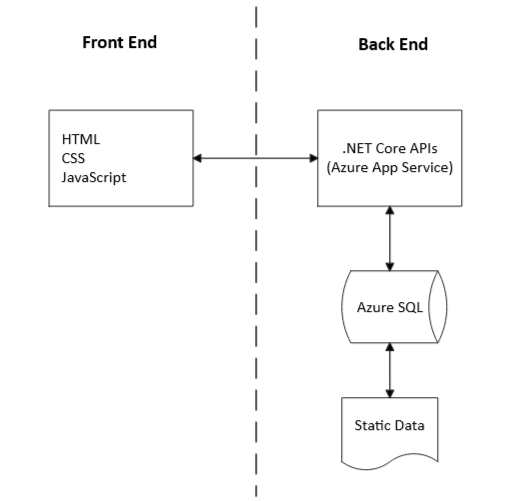 Front End
Back End
HTML
CSS
JavaScript
.NET Core APIs
(Azure App Service)
Azure SQL
Static Data